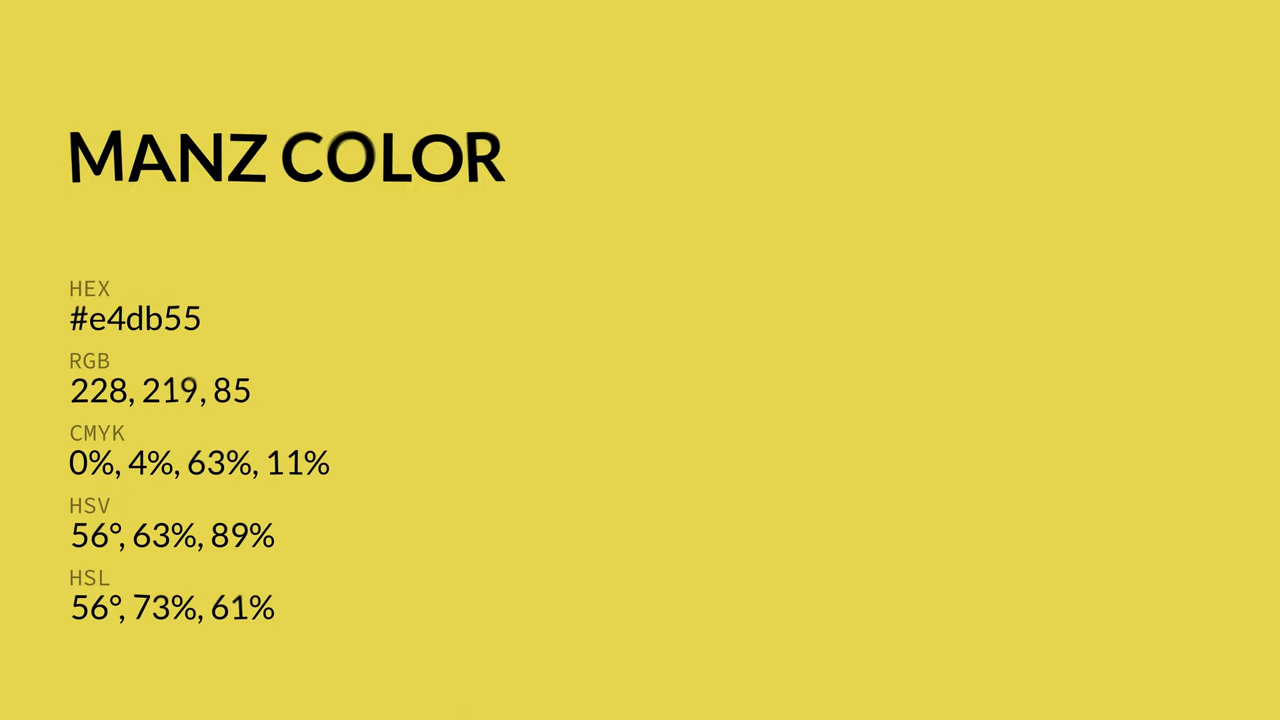 MANZ COLOR
HEX
#e4db55
RGB
228, 219, 85
CMYK
0%, 4%, 63%, 11%
HSV
56°, 63%, 89%
HSL
56°, 73%, 61%